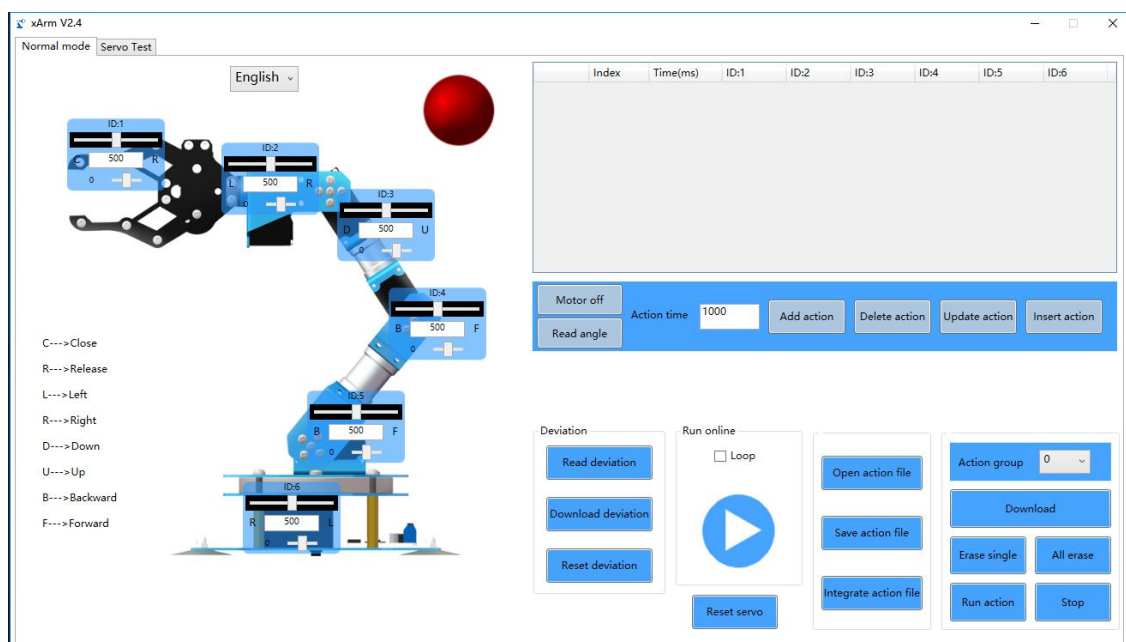 xArm V2.4
Normal mode Servo Test
English
Index Time(ms) ID:1 ID:2 ID:3 ID:4 ID:5 ID:6
ID:1
C 500 R
0
ID:2
L 500 R
0
ID:3
D 500 U
0
ID:4
B 500 F
0
ID:5
B 500 F
0
ID:6
R 500 L
0
C--->Close
R--->Release
L--->Left
R--->Right
D--->Down
U--->Up
B--->Backward
F--->Forward
Motor off
Read angle
Action time 1000
Add action Delete action Update action Insert action
Deviation
Read deviation
Download deviation
Reset deviation
Run online
Loop
Reset servo
Open action file
Save action file
Integrate action file
Action group 0
Download
Erase single All erase
Run action Stop